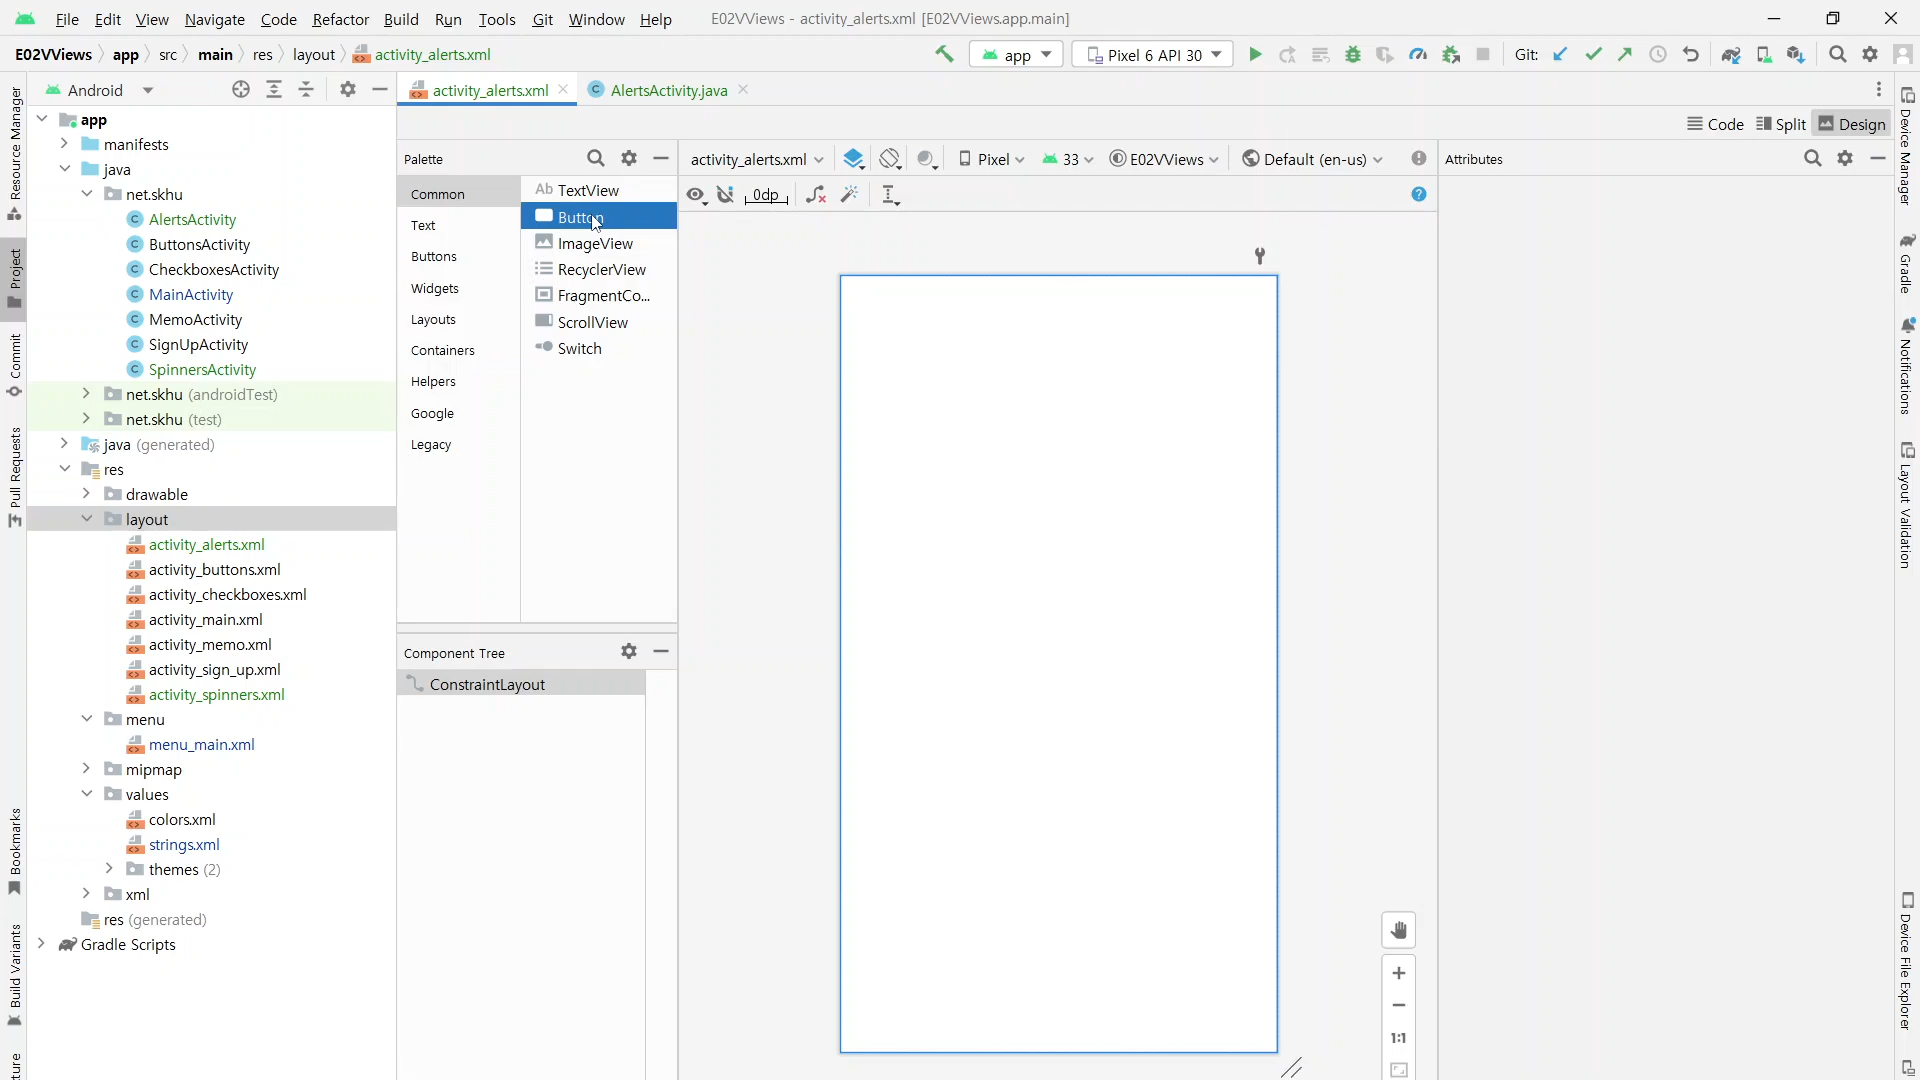 File Edit View Navigate Code Refactor Build Run Tools Git Window Help E02VViews - activity_alerts.xml [E02VViews.app.main]
E02VViews app src main res layout activity_alerts.xml app Pixel 6 API 30 Git:
Android
activity_alerts.xml AlertsActivity.java
Code Split Design
Resource Manager
Project
Commit
Pull Requests
Bookmarks
Build Variants
app
manifests
java
net.skhu
AlertsActivity
ButtonsActivity
CheckboxesActivity
MainActivity
MemoActivity
SignUpActivity
SpinnersActivity
net.skhu (androidTest)
net.skhu (test)
java (generated)
res
drawable
layout
activity_alerts.xml
activity_buttons.xml
activity_checkboxes.xml
activity_main.xml
activity_memo.xml
activity_sign_up.xml
activity_spinners.xml
menu
menu_main.xml
mipmap
values
colors.xml
strings.xml
themes (2)
xml
res (generated)
Gradle Scripts
Palette
Common
Text
Buttons
Widgets
Layouts
Containers
Helpers
Google
Legacy
Ab TextView
Button
ImageView
RecyclerView
FragmentCo...
ScrollView
Switch
Component Tree
ConstraintLayout
activity_alerts.xml Pixel 33 E02VViews Default (en-us)
0dp
1:1
Attributes
Device Manager
Gradle
Notifications
Layout Validation
Device File Explorer